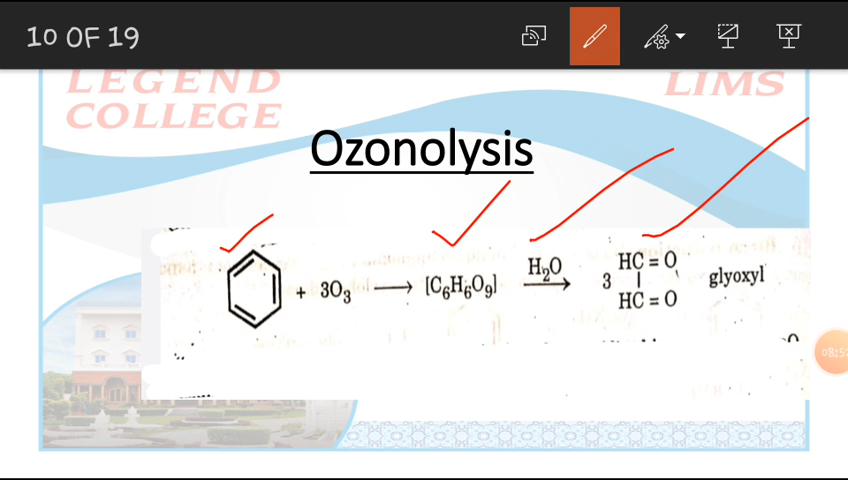 10 OF 19
LEGEND
COLLEGE
LIMS
Ozonolysis
+ 3O₃ ⟶ [C₆H₆O₉] H₂O ⟶ 3 HC = O
| 
HC = O glyoxyl